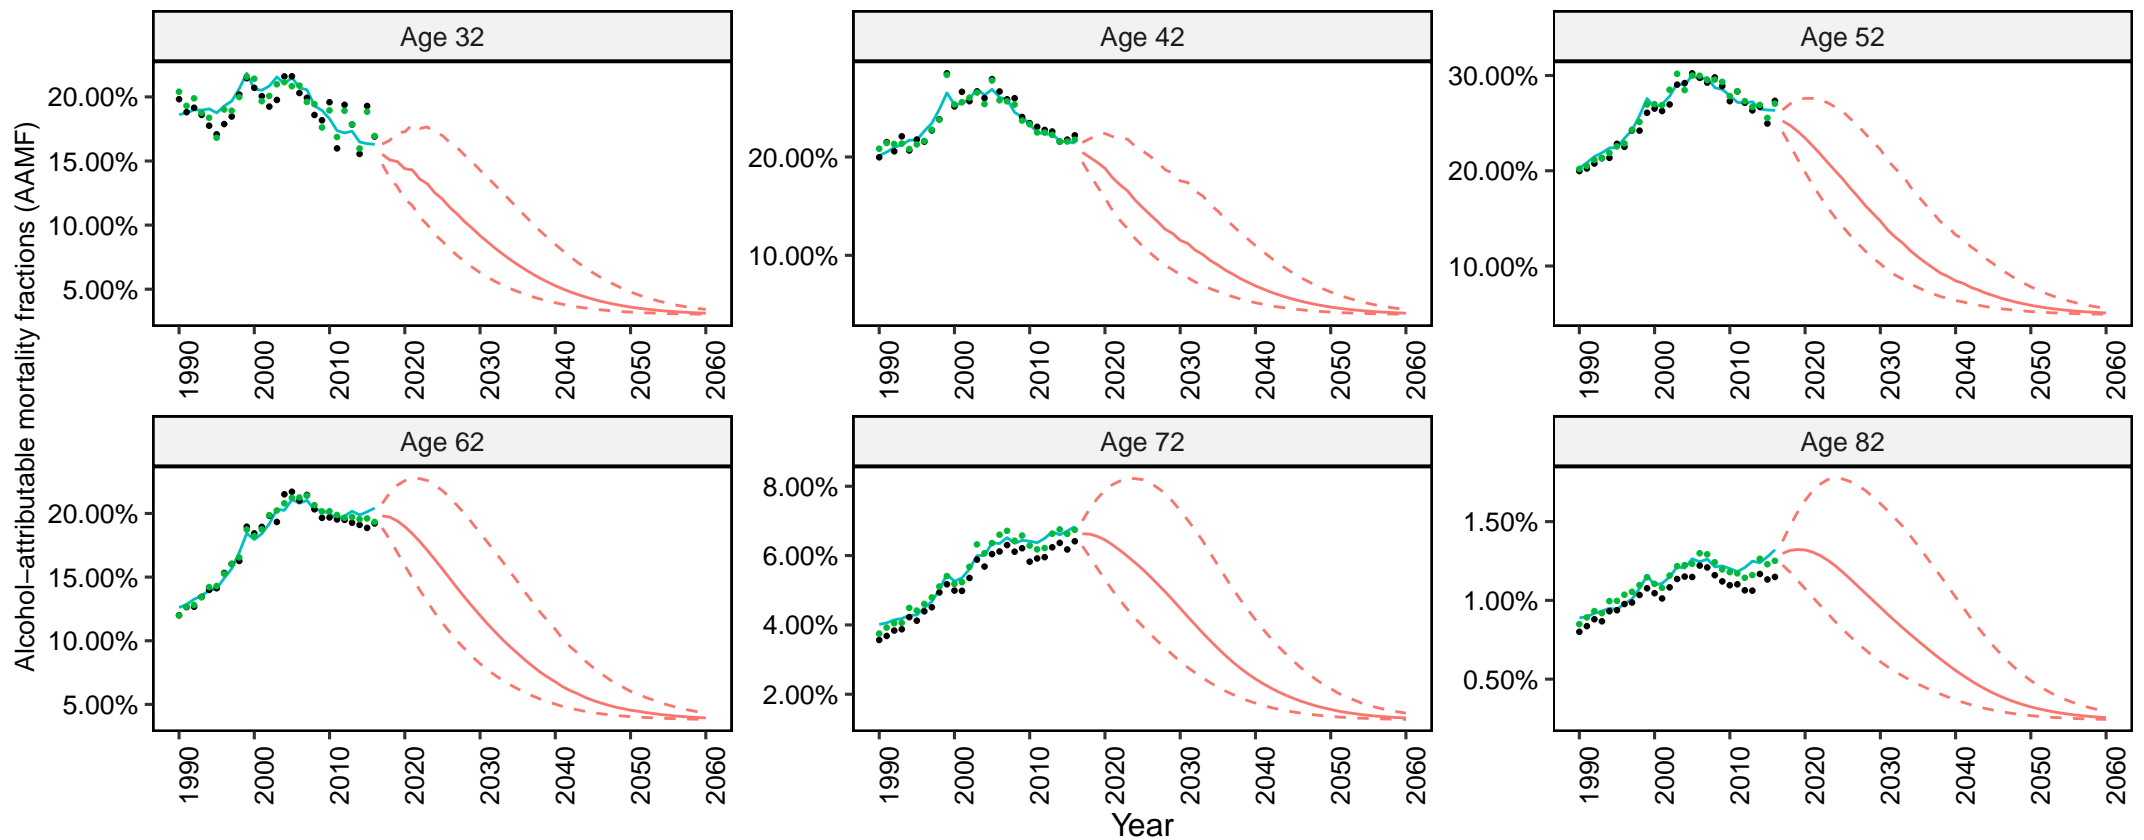 Alcohol−attributable mortality fractions (AAMF)
Age 32
20.00%
15.00%
10.00%
5.00%
1990 2000 2010 2020 2030 2040 2050 2060
Age 42
20.00%
10.00%
1990 2000 2010 2020 2030 2040 2050 2060
Age 52
30.00%
20.00%
10.00%
1990 2000 2010 2020 2030 2040 2050 2060
Age 62
20.00%
15.00%
10.00%
5.00%
1990 2000 2010 2020 2030 2040 2050 2060
Age 72
8.00%
6.00%
4.00%
2.00%
1990 2000 2010 2020 2030 2040 2050 2060
Age 82
1.50%
1.00%
0.50%
1990 2000 2010 2020 2030 2040 2050 2060
Year